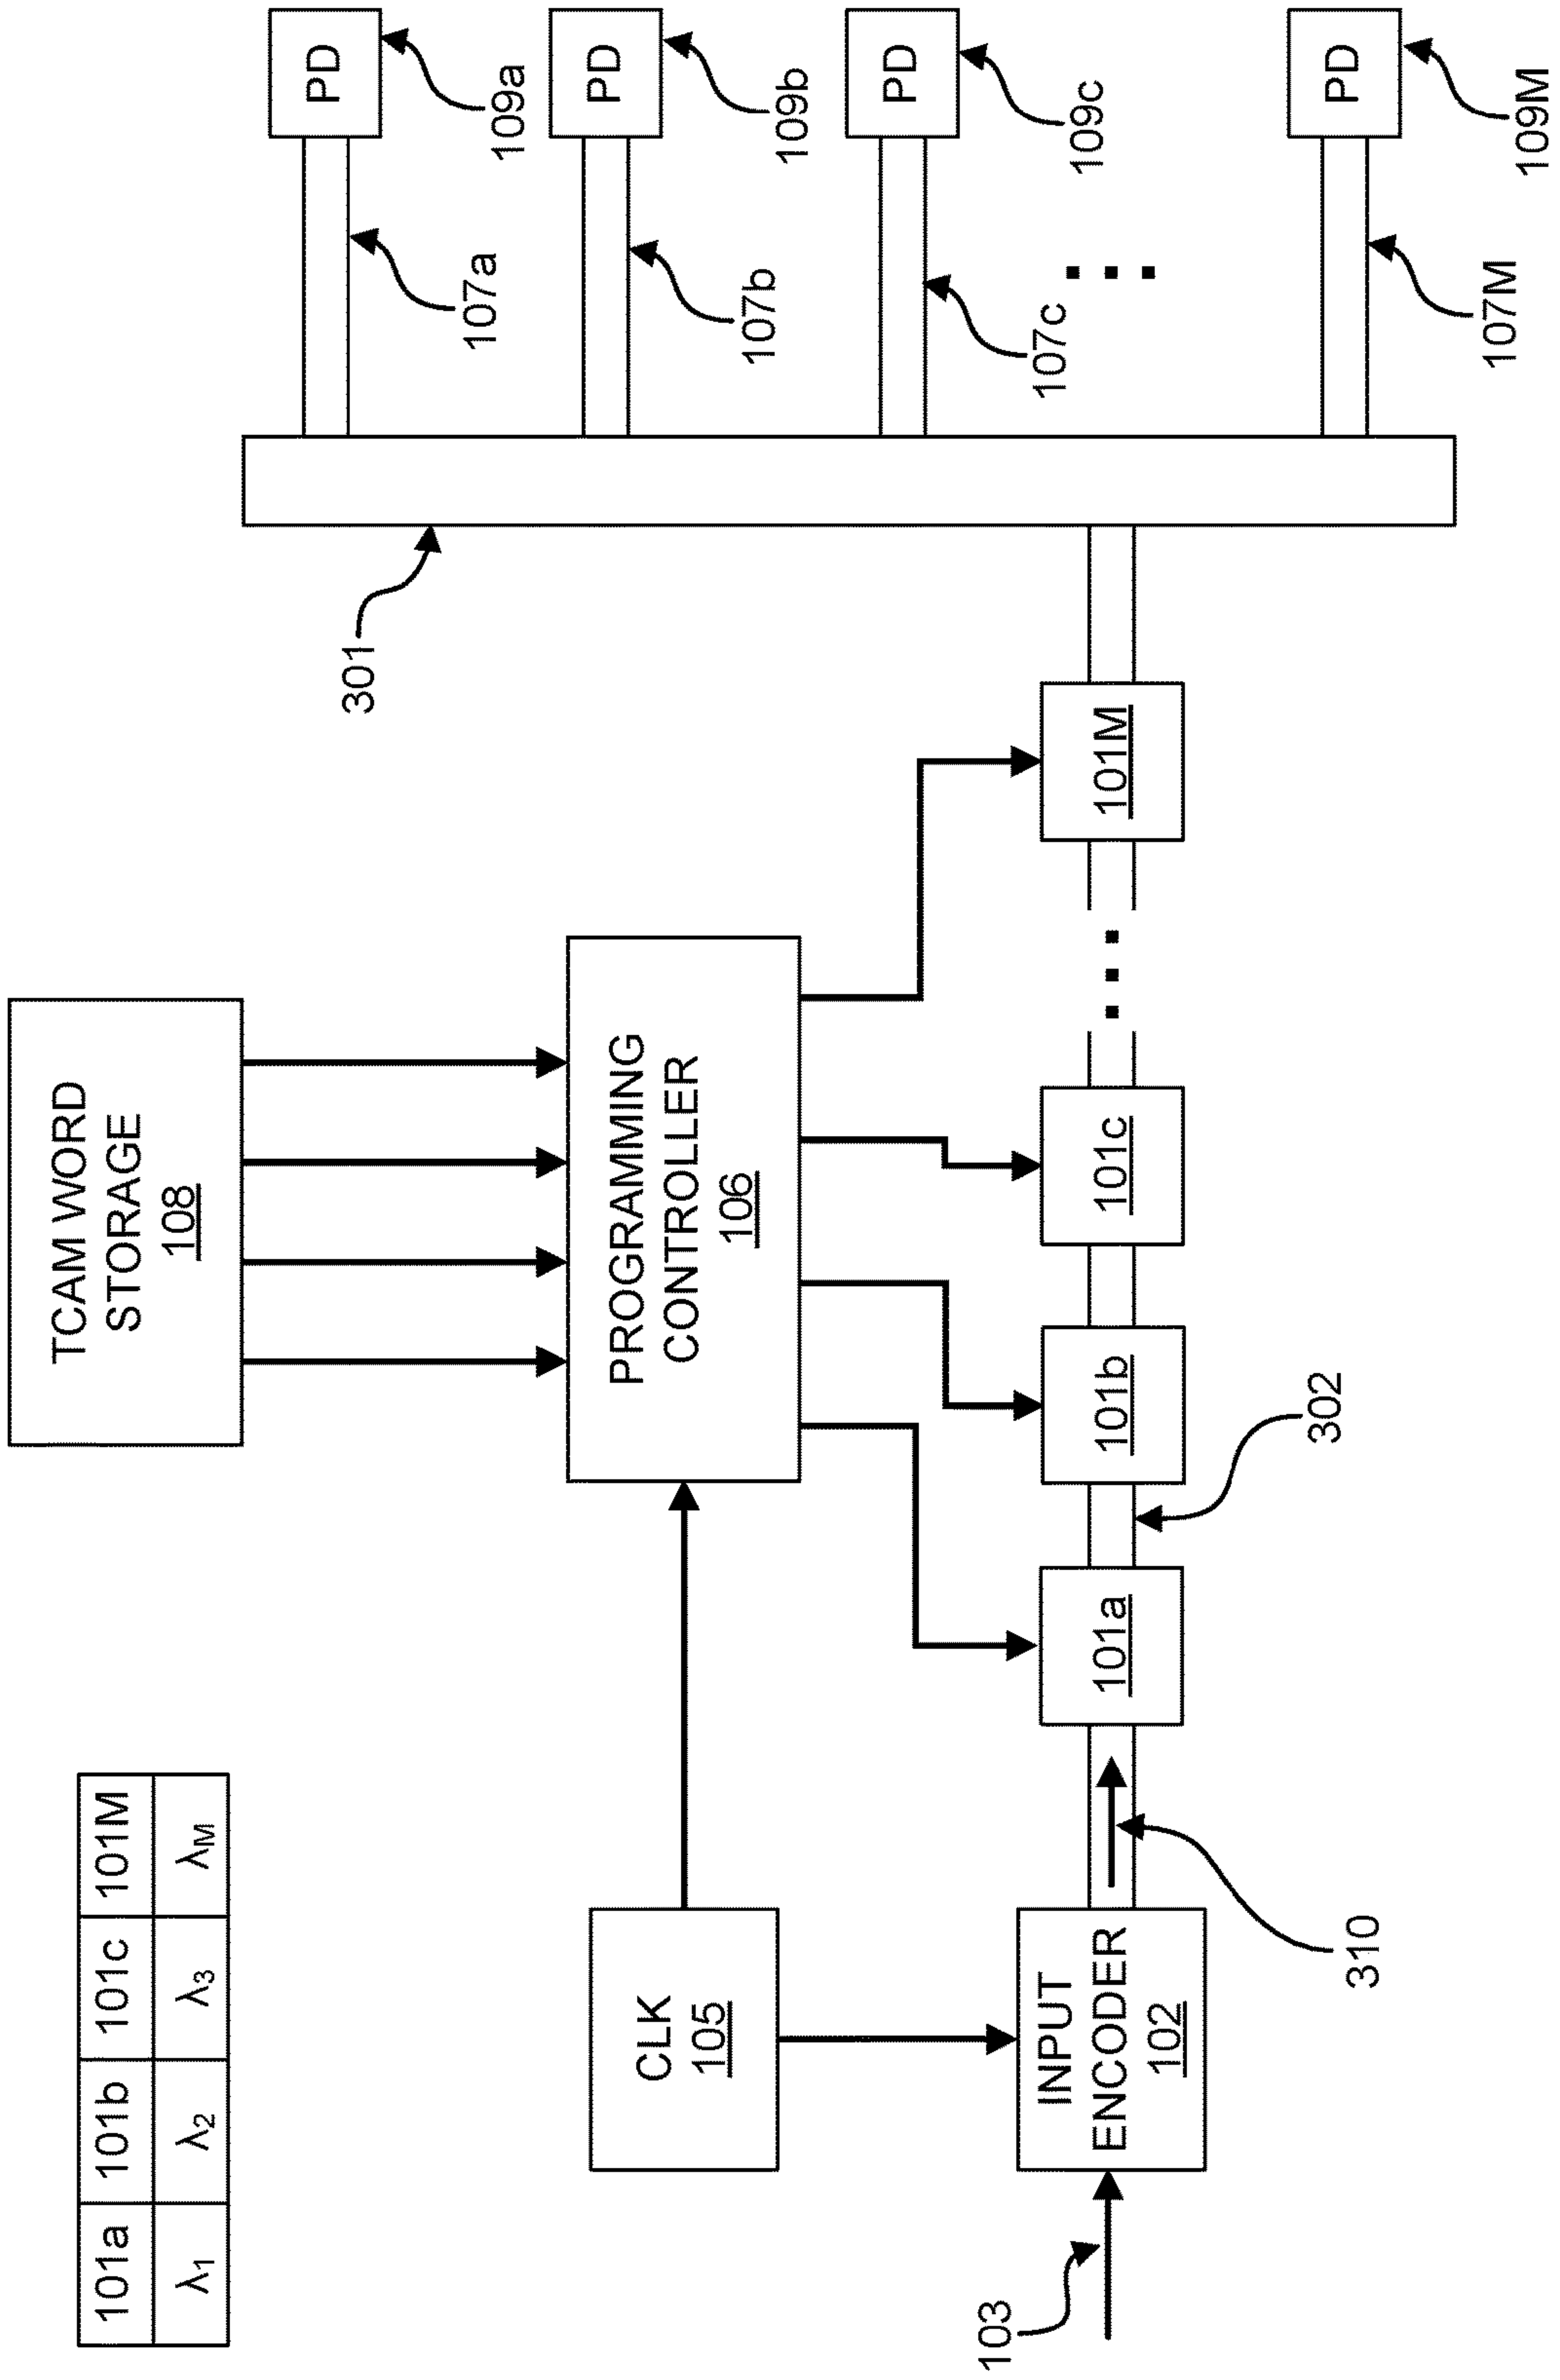 101a 101b 101c 101M
λ1 λ2 λ3 λM
TCAM WORD
STORAGE
108
CLK
105
PROGRAMMING
CONTROLLER
106
103
INPUT
ENCODER
102
310
101a
302
101b
101c
101M
301
107a
PD
109a
107b
PD
109b
107c
PD
109c
107M
PD
109M